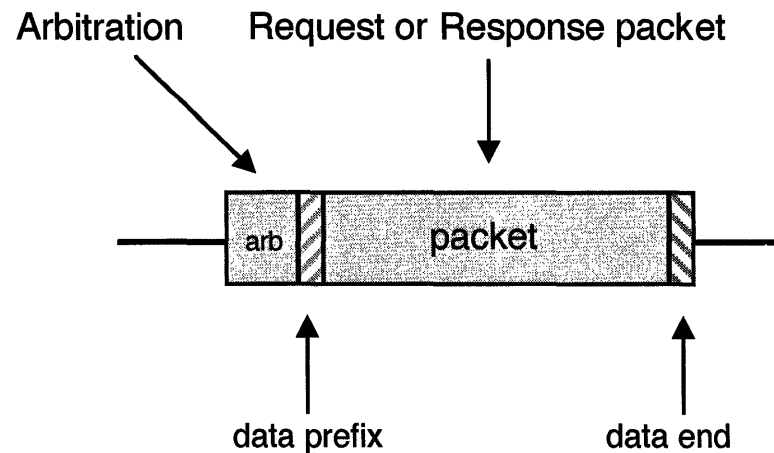 Arbitration
Request or Response packet
arb
packet
data prefix
data end